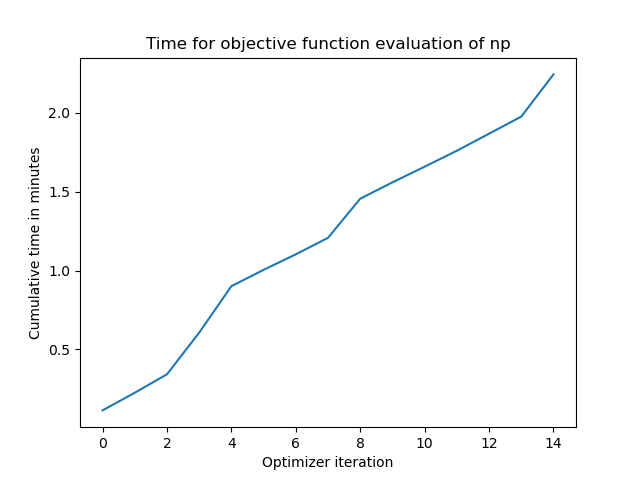 Time for objective function evaluation of np
2.0
1.5
1.0
0.5
Cumulative time in minutes
0 2 4 6 8 10 12 14
Optimizer iteration